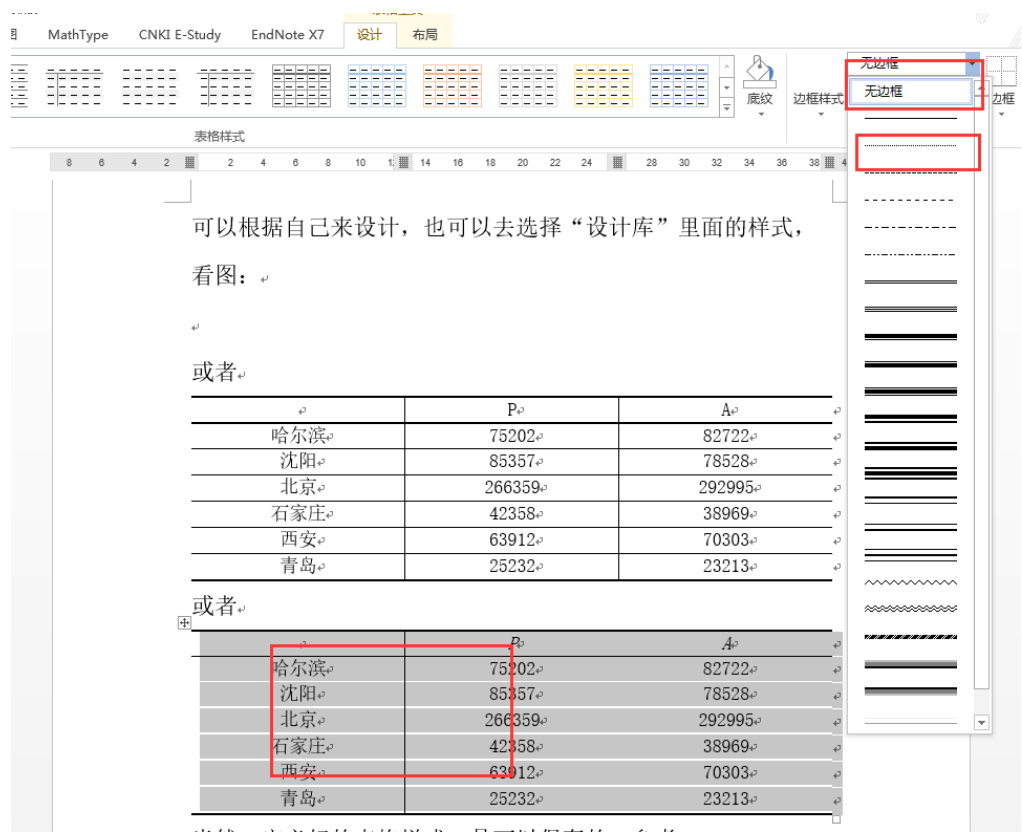 MathType CNKI E-Study EndNote X7 设计 布局
无边框
无边框
底纹 边框样式 边框
表格样式
8 6 4 2 2 4 6 8 10 12 14 16 18 20 22 24 28 30 32 34 36 38 4
可以根据自己来设计，也可以去选择“设计库”里面的样式，
看图：
或者
P A
哈尔滨 75202 82722
沈阳 85357 78528
北京 266359 292995
石家庄 42358 38969
西安 63912 70303
青岛 25232 23213
或者
P A
哈尔滨 75202 82722
沈阳 85357 78528
北京 266359 292995
石家庄 42358 38969
西安 63912 70303
青岛 25232 23213